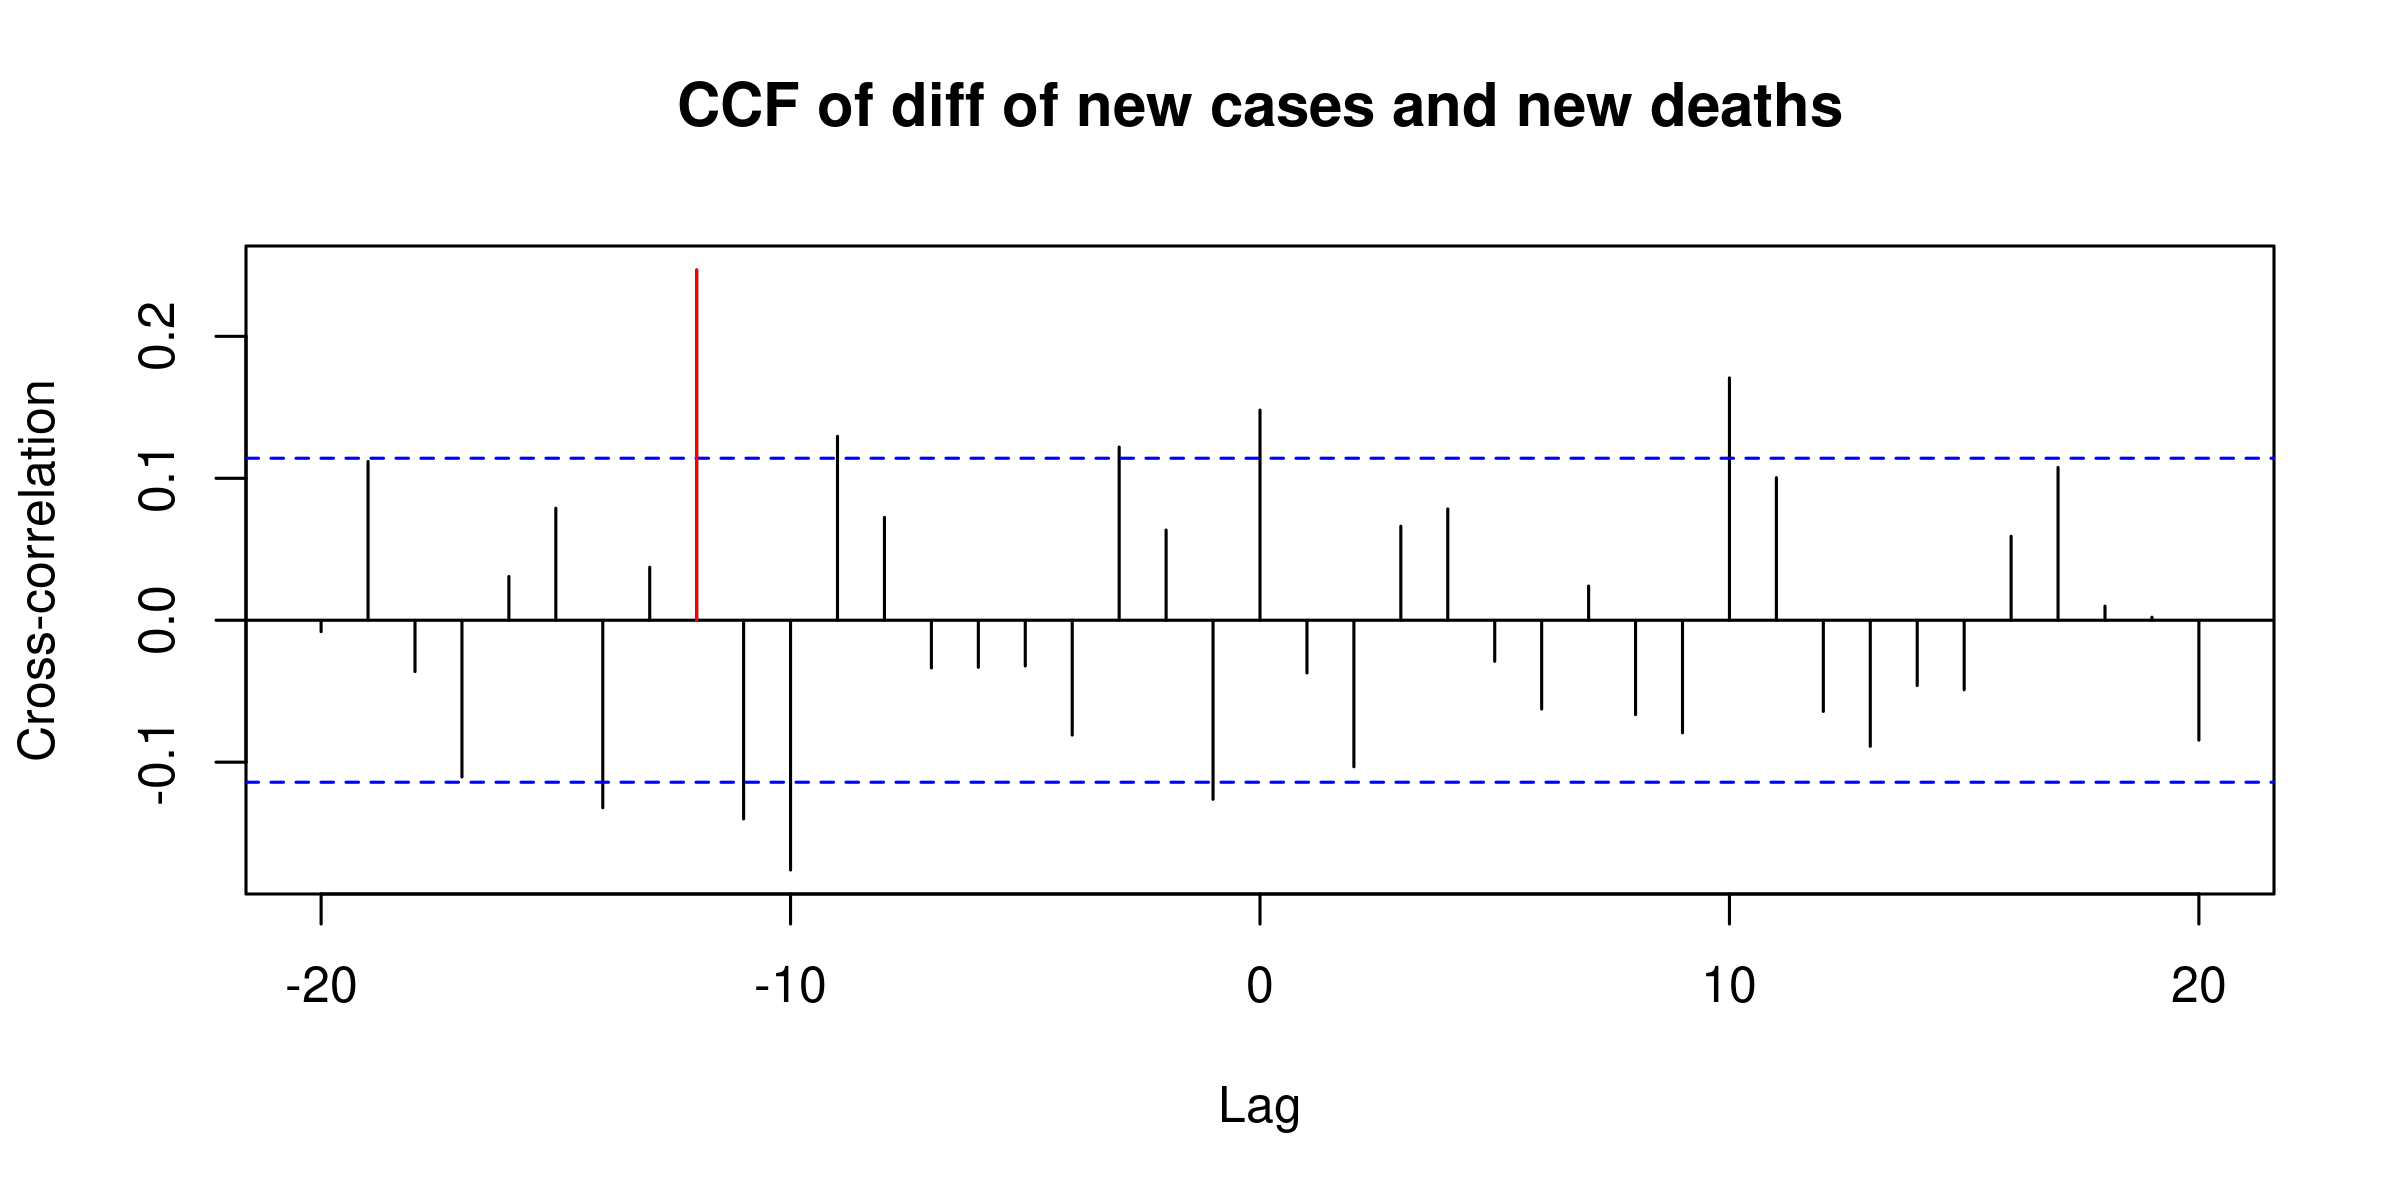 CCF of diff of new cases and new deaths
Cross-correlation
0.2
0.1
0.0
-0.1
-20 -10 0 10 20
Lag